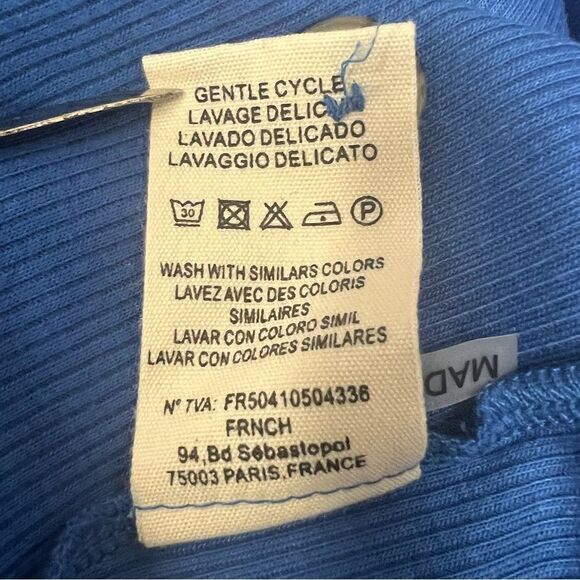 GENTLE CYCLE
LAVAGE DELICAT
LAVADO DELICADO
LAVAGGIO DELICATO
30
P
WASH WITH SIMILARS COLORS
LAVEZ AVEC DES COLORIS
SIMILAIRES
LAVAR CON COLORO SIMIL
LAVAR CON COLORES SIMILARES
N° TVA: FR50410504336
FRNCH
94,Bd Sébastopol
75003 PARIS,FRANCE
MAD